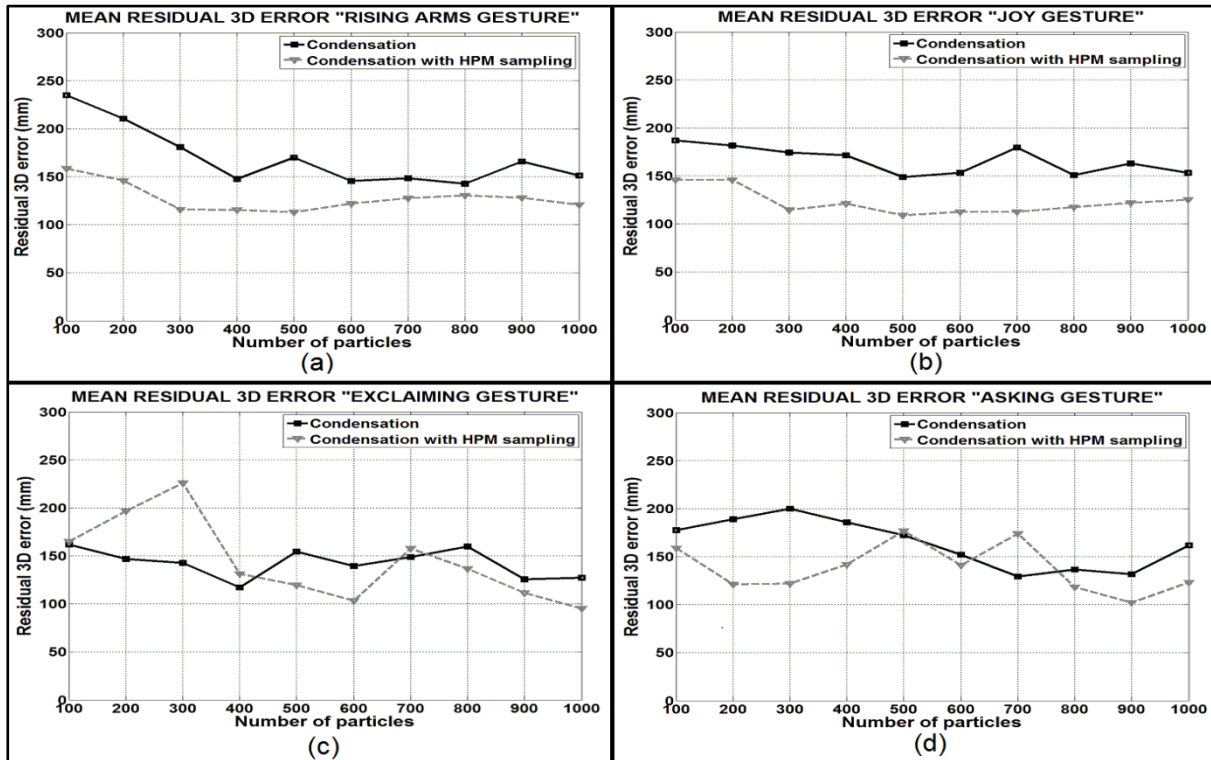 MEAN RESIDUAL 3D ERROR "RISING ARMS GESTURE"
Condensation
Condensation with HPM sampling
Residual 3D error (mm)
300
250
200
150
100
50
0
100 200 300 400 500 600 700 800 900 1000
Number of particles
(a)
MEAN RESIDUAL 3D ERROR "JOY GESTURE"
Condensation
Condensation with HPM sampling
Residual 3D error (mm)
300
250
200
150
100
50
0
100 200 300 400 500 600 700 800 900 1000
Number of particles
(b)
MEAN RESIDUAL 3D ERROR "EXCLAIMING GESTURE"
Condensation
Condensation with HPM sampling
Residual 3D error (mm)
300
250
200
150
100
50
0
100 200 300 400 500 600 700 800 900 1000
Number of particles
(c)
MEAN RESIDUAL 3D ERROR "ASKING GESTURE"
Condensation
Condensation with HPM sampling
Residual 3D error (mm)
300
250
200
150
100
50
0
100 200 300 400 500 600 700 800 900 1000
Number of particles
(d)